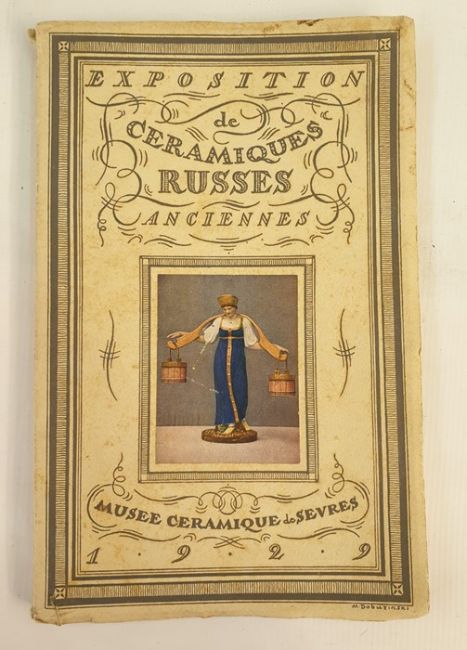 EXPOSITION
de
CERAMIQUES
RUSSES
ANCIENNES
MUSEE CERAMIQUE de SEVRES
1 · 9 · 2 · 9
M. DOBUZINSKI